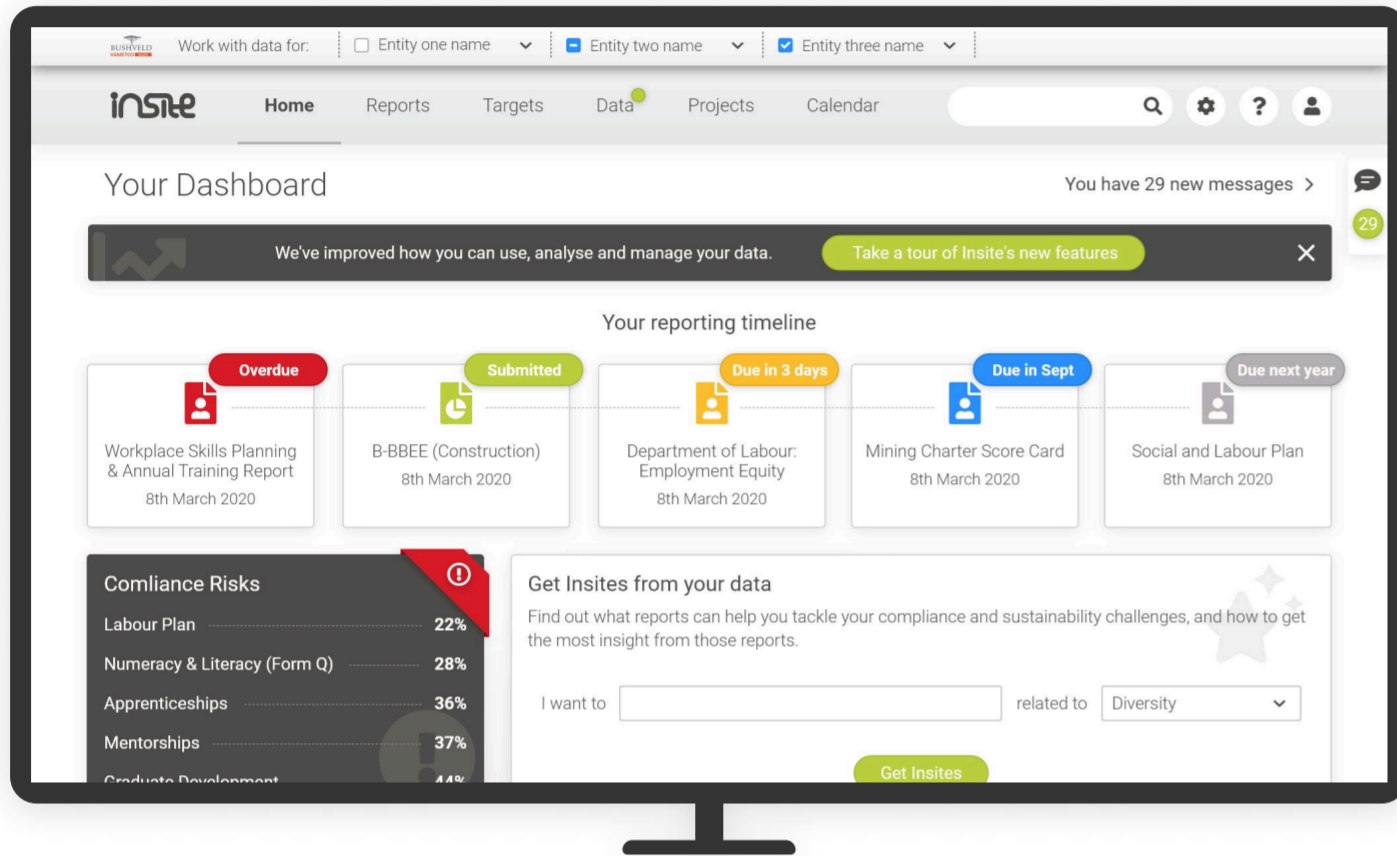 BUSHVELD
VAMETCO
Work with data for:
Entity one name
Entity two name
Entity three name
insite
Home
Reports
Targets
Data
Projects
Calendar
?
Your Dashboard
You have 29 new messages >
29
We've improved how you can use, analyse and manage your data.
Take a tour of Insite's new features
Your reporting timeline
Overdue
Workplace Skills Planning
& Annual Training Report
8th March 2020
Submitted
B-BBEE (Construction)
8th March 2020
Due in 3 days
Department of Labour:
Employment Equity
8th March 2020
Due in Sept
Mining Charter Score Card
8th March 2020
Due next year
Social and Labour Plan
8th March 2020
Comliance Risks
Labour Plan 22%
Numeracy & Literacy (Form Q) 28%
Apprenticeships 36%
Mentorships 37%
Graduate Development 44%
Get Insites from your data
Find out what reports can help you tackle your compliance and sustainability challenges, and how to get
the most insight from those reports.
I want to
related to
Diversity
Get Insites